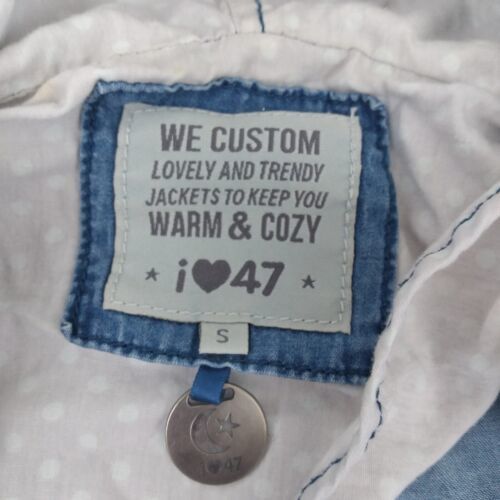 WE CUSTOM
LOVELY AND TRENDY
JACKETS TO KEEP YOU
WARM & COZY
★ i♥47 ★
S
i♥47